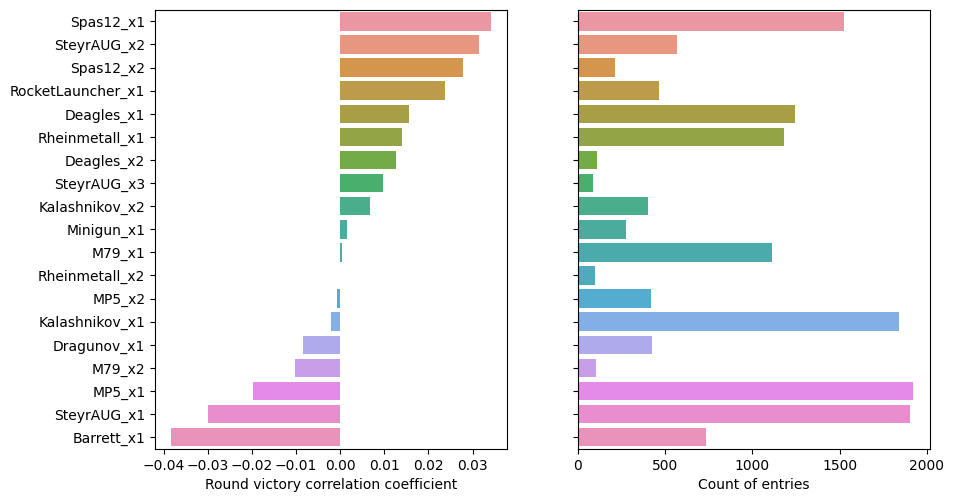 Spas12_x1
SteyrAUG_x2
Spas12_x2
RocketLauncher_x1
Deagles_x1
Rheinmetall_x1
Deagles_x2
SteyrAUG_x3
Kalashnikov_x2
Minigun_x1
M79_x1
Rheinmetall_x2
MP5_x2
Kalashnikov_x1
Dragunov_x1
M79_x2
MP5_x1
SteyrAUG_x1
Barrett_x1
−0.04 −0.03 −0.02 −0.01 0.00 0.01 0.02 0.03
Round victory correlation coefficient
0 500 1000 1500 2000
Count of entries